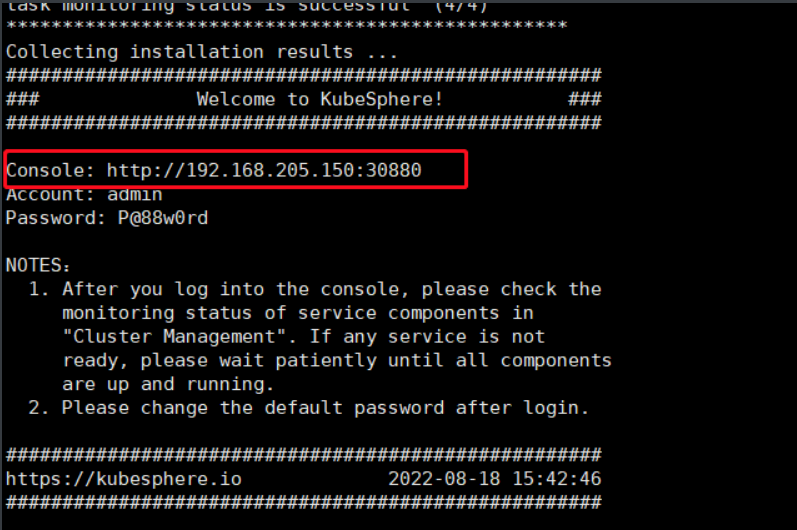 task monitoring status is successful  (4/4)
**************************************************
Collecting installation results ...
#####################################################
###              Welcome to KubeSphere!           ###
#####################################################
Console: http://192.168.205.150:30880
Account: admin
Password: P@88w0rd
NOTES：
  1. After you log into the console, please check the
     monitoring status of service components in
     "Cluster Management". If any service is not
     ready, please wait patiently until all components
     are up and running.
  2. Please change the default password after login.
#####################################################
https://kubesphere.io             2022-08-18 15:42:46
#####################################################